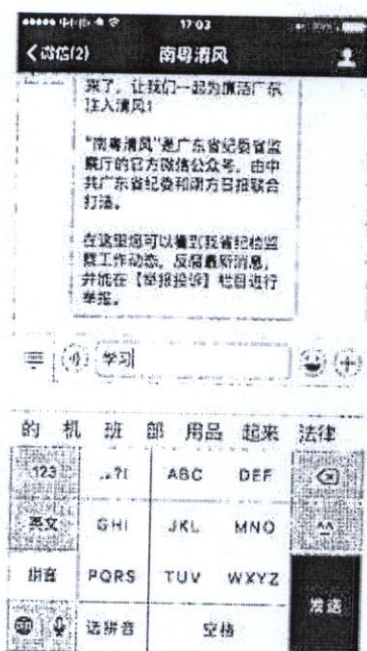 17:03
微信(2) 南粤清风
来了，让我们一起为廉洁广东
注入清风！
“南粤清风”是广东省纪委省监
察厅的官方微信公众号，由中
共广东省纪委和南方日报联合
打造。
在这里您可以看到我省纪检监
察工作动态、反腐最新消息，
并能在【举报投诉】栏目进行
举报。
学习
的 机 班 部 用品 起来 法律
123 .,?! ABC DEF
英文 GHI JKL MNO ^^
拼音 PQRS TUV WXYZ
发送
选拼音 空格